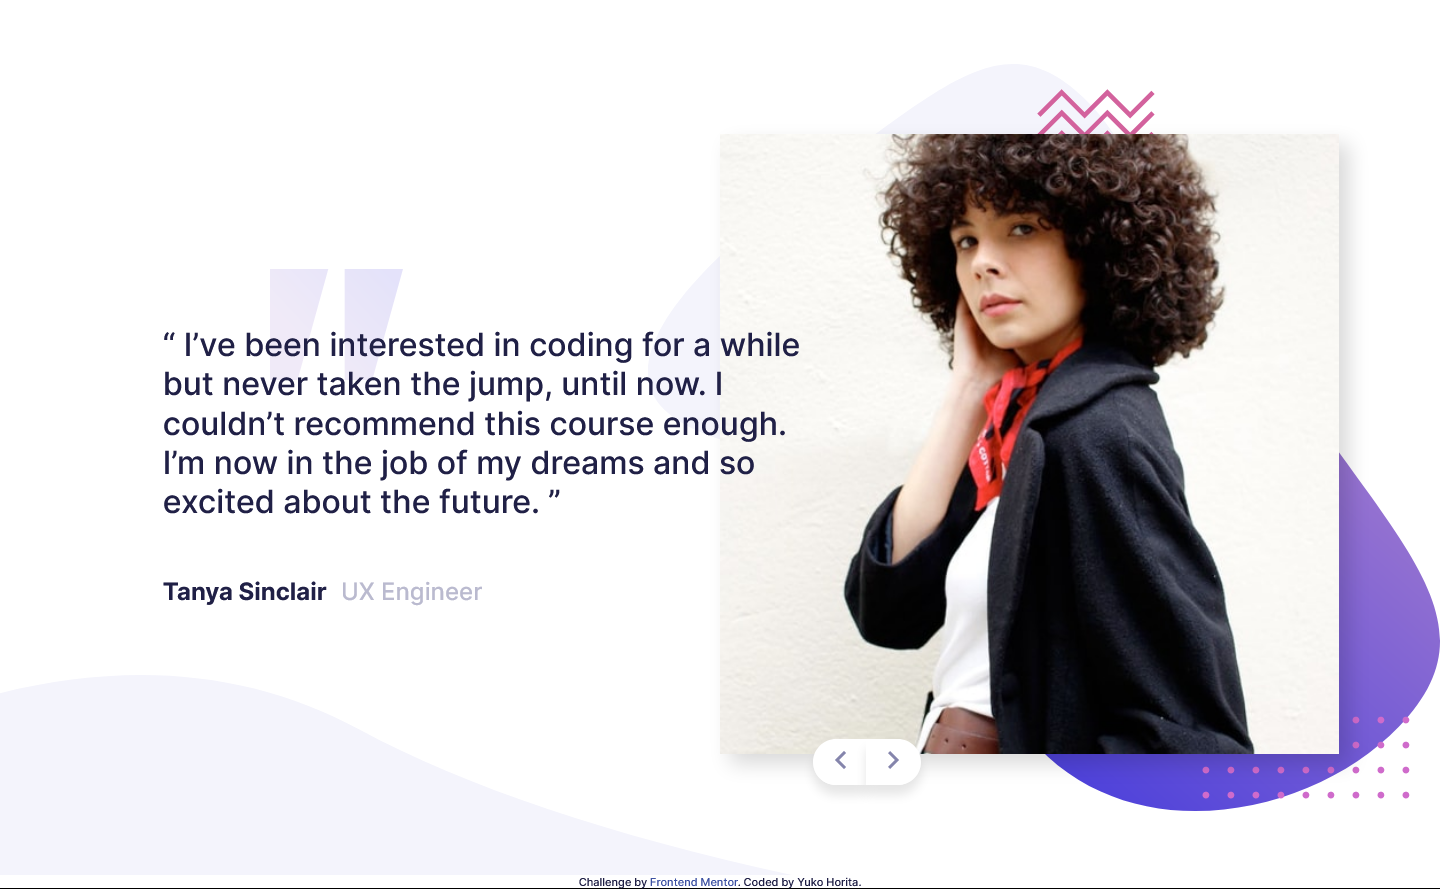 “ I’ve been interested in coding for a while
but never taken the jump, until now. I
couldn’t recommend this course enough.
I’m now in the job of my dreams and so
excited about the future. ”
Tanya Sinclair UX Engineer
Challenge by Frontend Mentor. Coded by Yuko Horita.